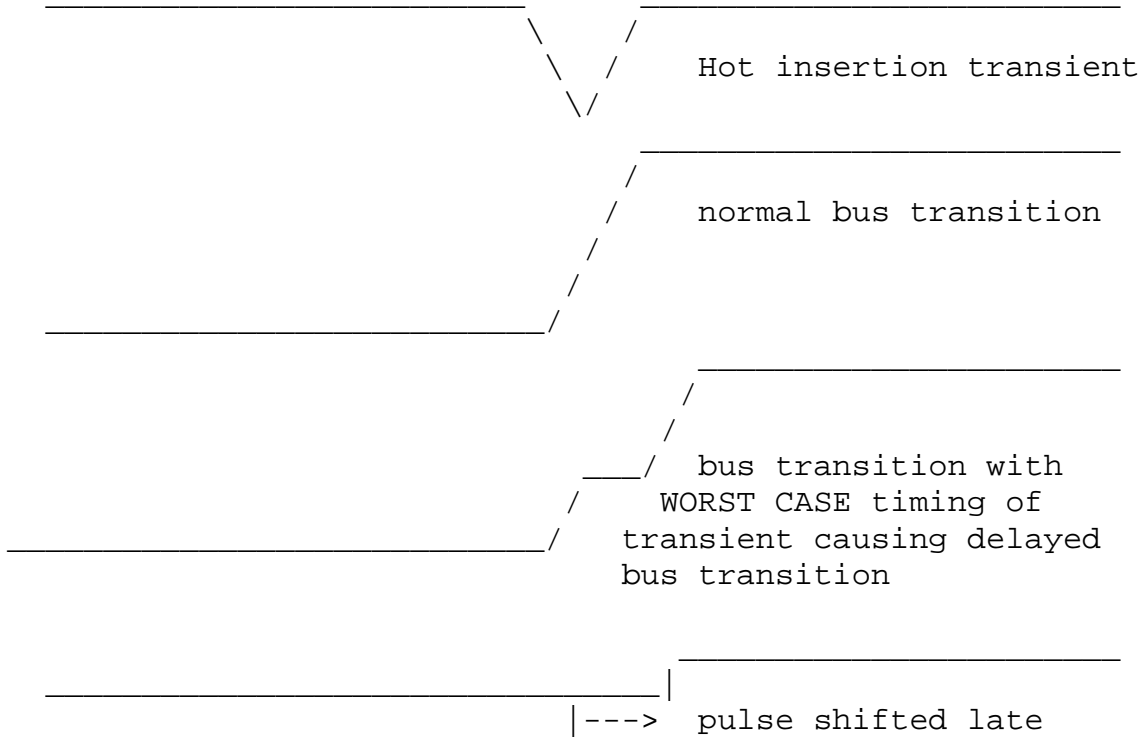 Hot insertion transient
normal bus transition
bus transition with
WORST CASE timing of
transient causing delayed
bus transition
|---> pulse shifted late